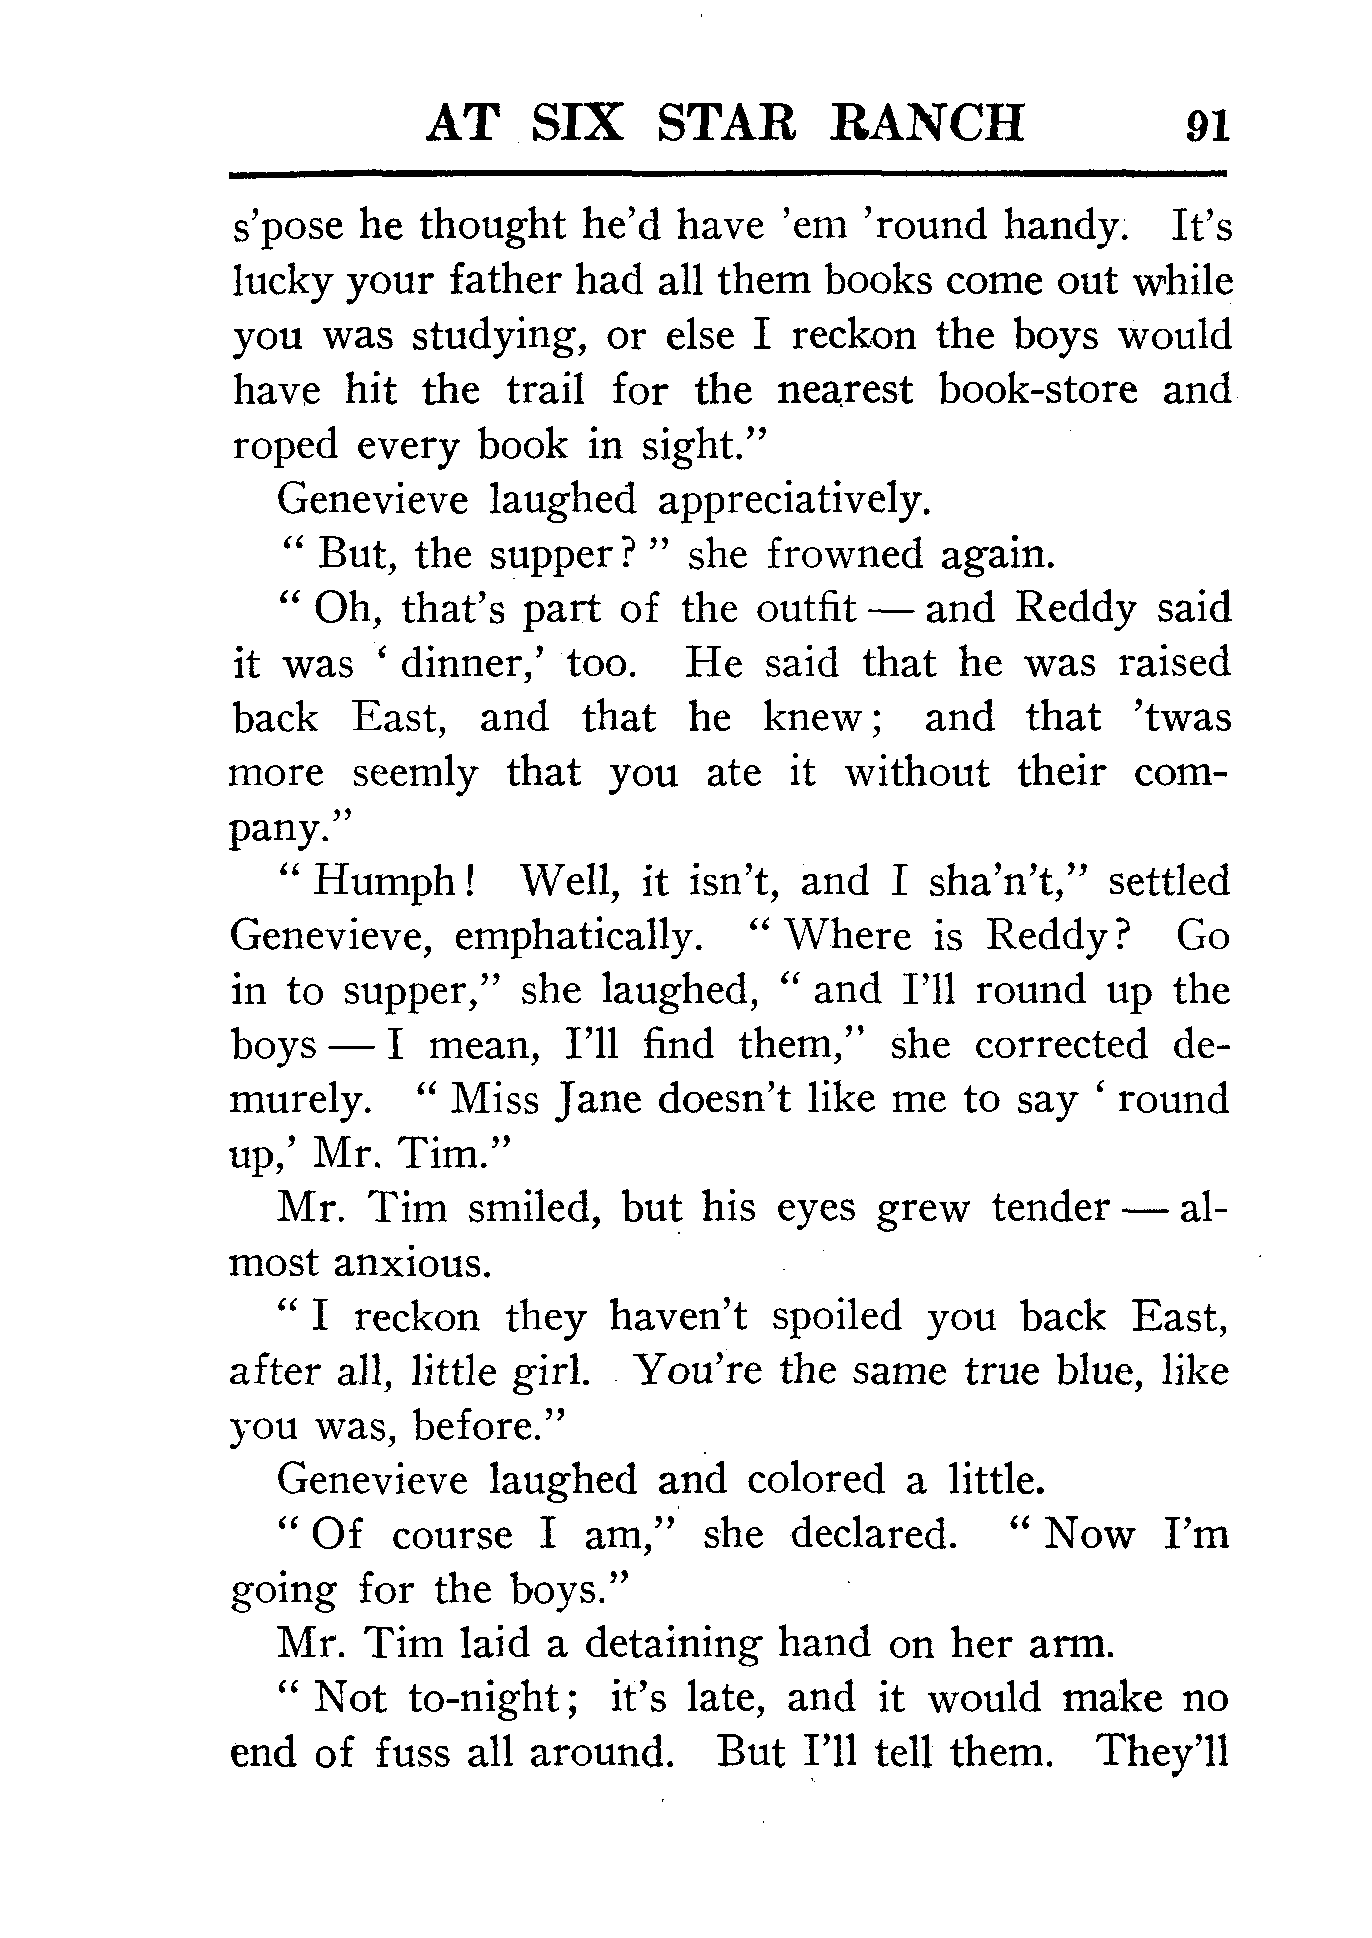 AT SIX STAR RANCH 91
s'pose he thought he'd have 'em 'round handy. It's
lucky your father had all them books come out while
you was studying, or else I reckon the boys would
have hit the trail for the nearest book-store and
roped every book in sight."
Genevieve laughed appreciatively.
" But, the supper? " she frowned again.
" Oh, that's part of the outfit — and Reddy said
it was ' dinner,' too. He said that he was raised
back East, and that he knew; and that 'twas
more seemly that you ate it without their com-
pany."
" Humph! Well, it isn't, and I sha'n't," settled
Genevieve, emphatically. " Where is Reddy? Go
in to supper," she laughed, " and I'll round up the
boys — I mean, I'll find them," she corrected de-
murely. " Miss Jane doesn't like me to say ' round
up,' Mr. Tim."
Mr. Tim smiled, but his eyes grew tender — al-
most anxious.
" I reckon they haven't spoiled you back East,
after all, little girl. You're the same true blue, like
you was, before."
Genevieve laughed and colored a little.
" Of course I am," she declared. " Now I'm
going for the boys."
Mr. Tim laid a detaining hand on her arm.
" Not to-night; it's late, and it would make no
end of fuss all around. But I'll tell them. They'll